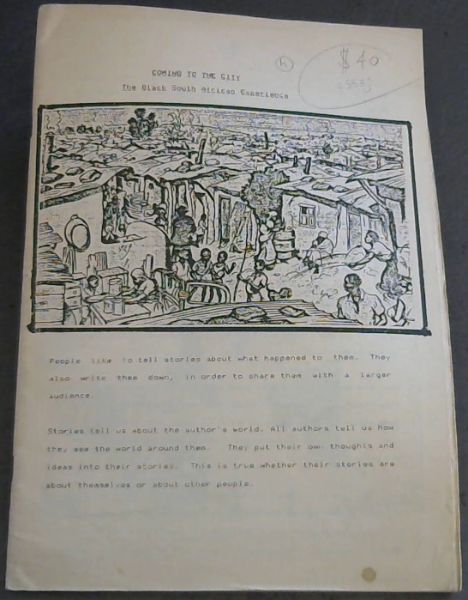 COMING TO THE CITY
The Black South African Experience
h
$40
People like to tell stories about what happened to them. They
also write them down, in order to share them with a larger
audience.
Stories tell us about the author's world. All authors tell us how
they see the world around them. They put their own thoughts and
ideas into their stories. This is true whether their stories are
about themselves or about other people.